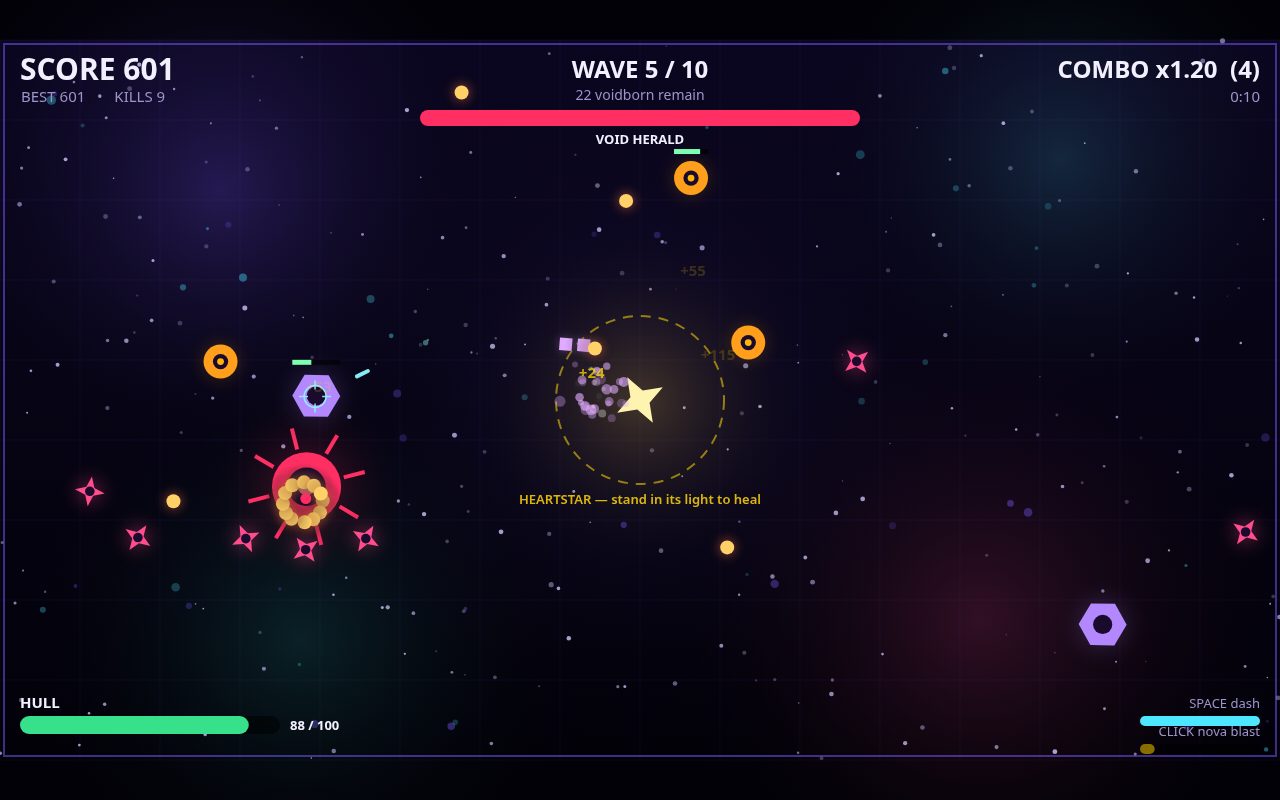 SCORE 601
BEST 601 • KILLS 9
WAVE 5 / 10
22 voidborn remain
VOID HERALD
COMBO x1.20 (4)
0:10
+55
+115
+24
HEARTSTAR — stand in its light to heal
HULL
88 / 100
SPACE dash
CLICK nova blast